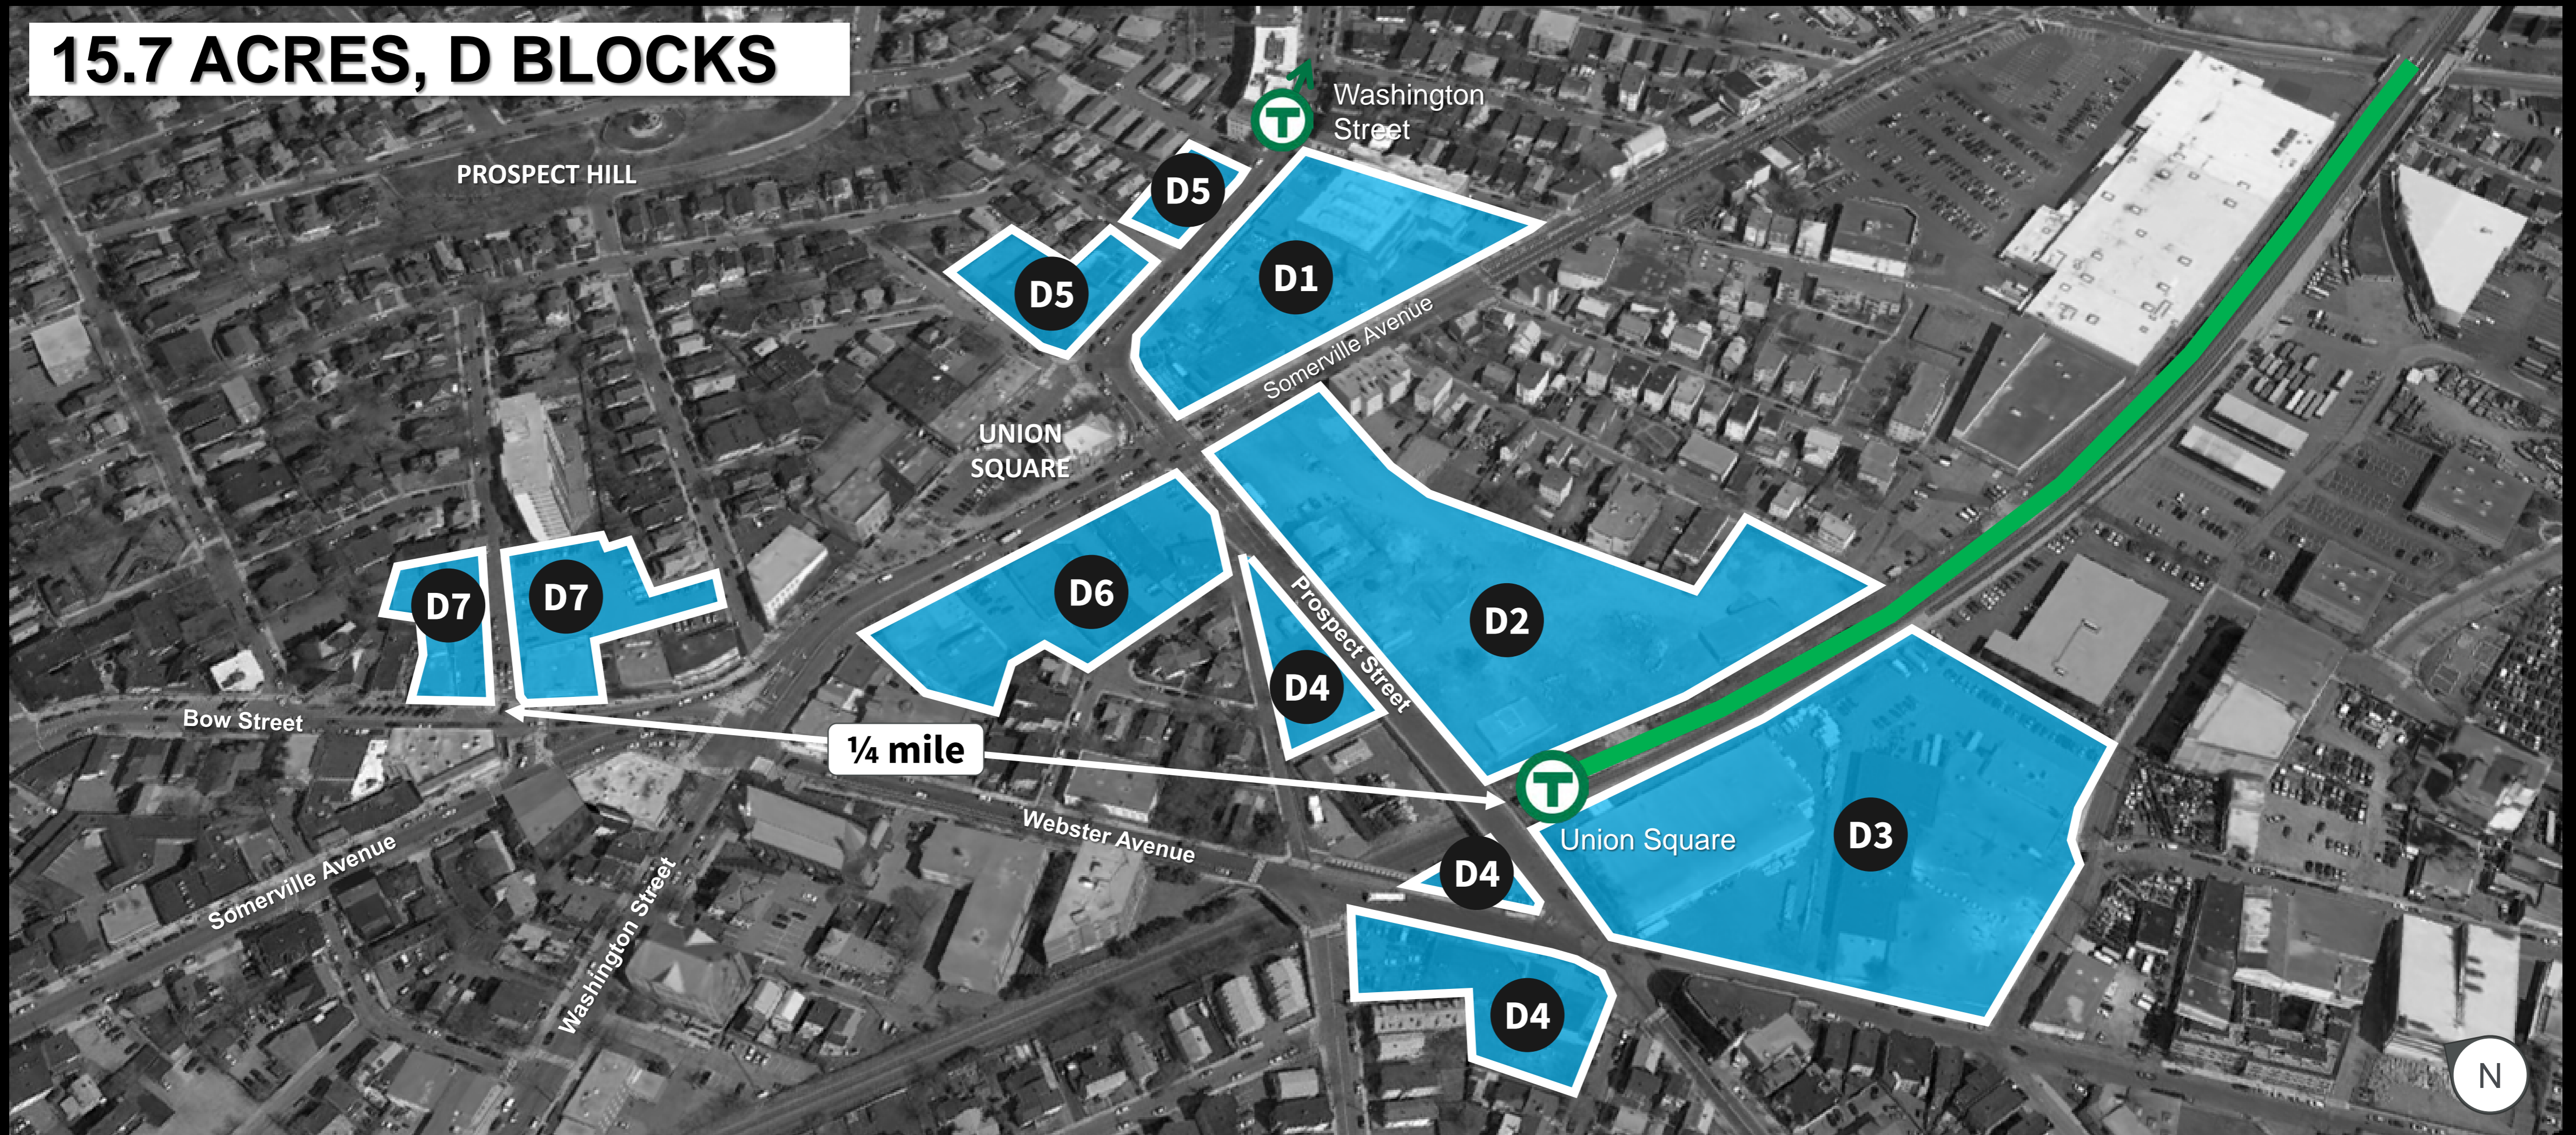 15.7 ACRES, D BLOCKS
T
Washington
Street
PROSPECT HILL
D5
D5
D1
Somerville Avenue
UNION
SQUARE
D7
D7
D6
D2
Prospect Street
D4
Bow Street
¼ mile
T
Union Square
Webster Avenue
D3
D4
Somerville Avenue
Washington Street
D4
N